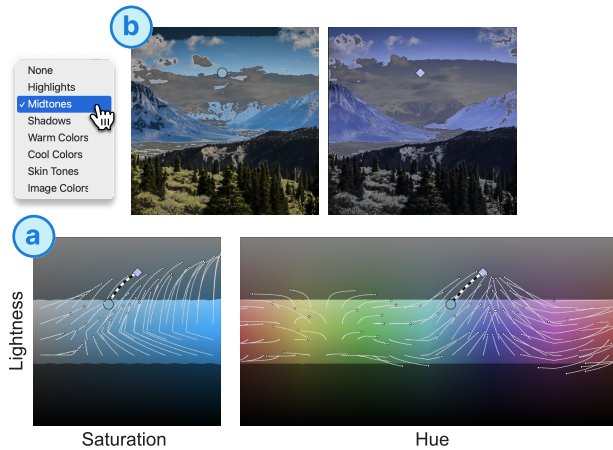 b
None
Highlights
✓ Midtones
Shadows
Warm Colors
Cool Colors
Skin Tones
Image Colors
a
Lightness
Saturation
Hue